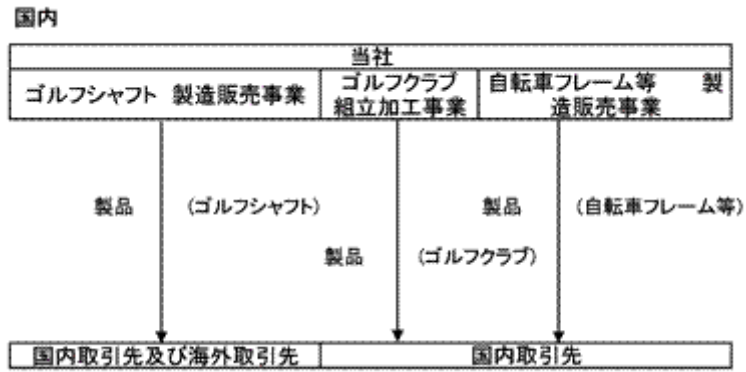 国内
当社
ゴルフシャフト 製造販売事業
ゴルフクラブ
組立加工事業
自転車フレーム等 製
造販売事業
製品 (ゴルフシャフト)
製品 (自転車フレーム等)
製品 (ゴルフクラブ)
国内取引先及び海外取引先
国内取引先